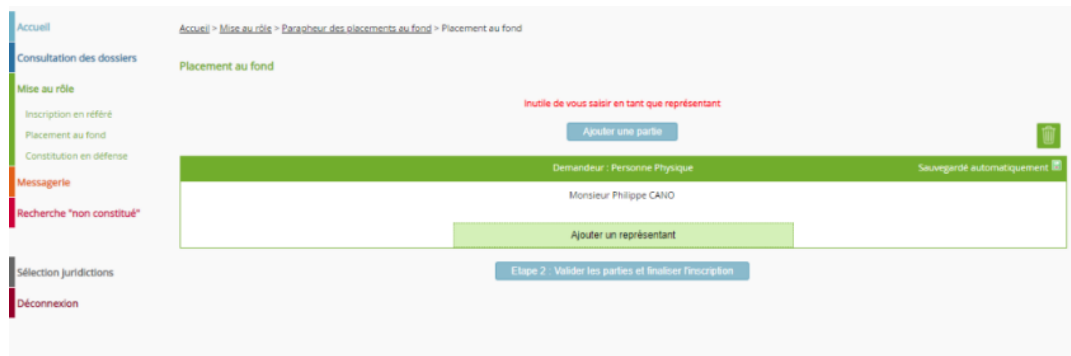 Accueil
Consultation des dossiers
Mise au rôle
Inscription en référé
Placement au fond
Constitution en défense
Messagerie
Recherche "non constitué"
Sélection juridictions
Déconnexion
Accueil > Mise au rôle > Parapheur des placements au fond > Placement au fond
Placement au fond
Inutile de vous saisir en tant que représentant
Ajouter une partie
Demandeur : Personne Physique
Sauvegardé automatiquement
Monsieur Philippe CANO
Ajouter un représentant
Etape 2 : Valider les parties et finaliser l'inscription